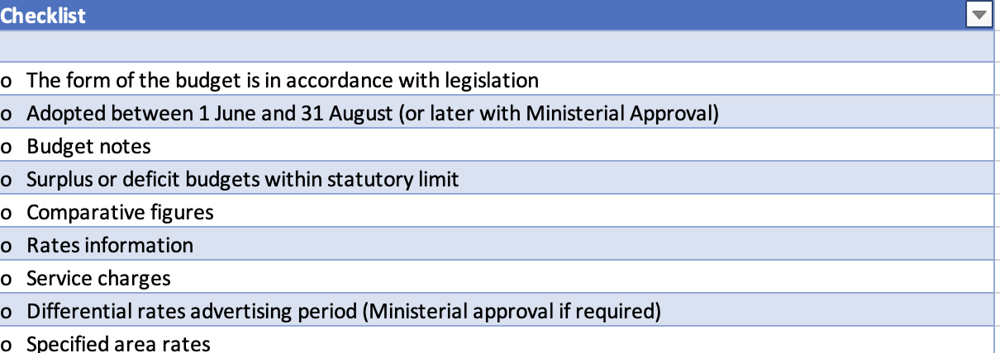 Checklist
o The form of the budget is in accordance with legislation
o Adopted between 1 June and 31 August (or later with Ministerial Approval)
o Budget notes
o Surplus or deficit budgets within statutory limit
o Comparative figures
o Rates information
o Service charges
o Differential rates advertising period (Ministerial approval if required)
o Specified area rates